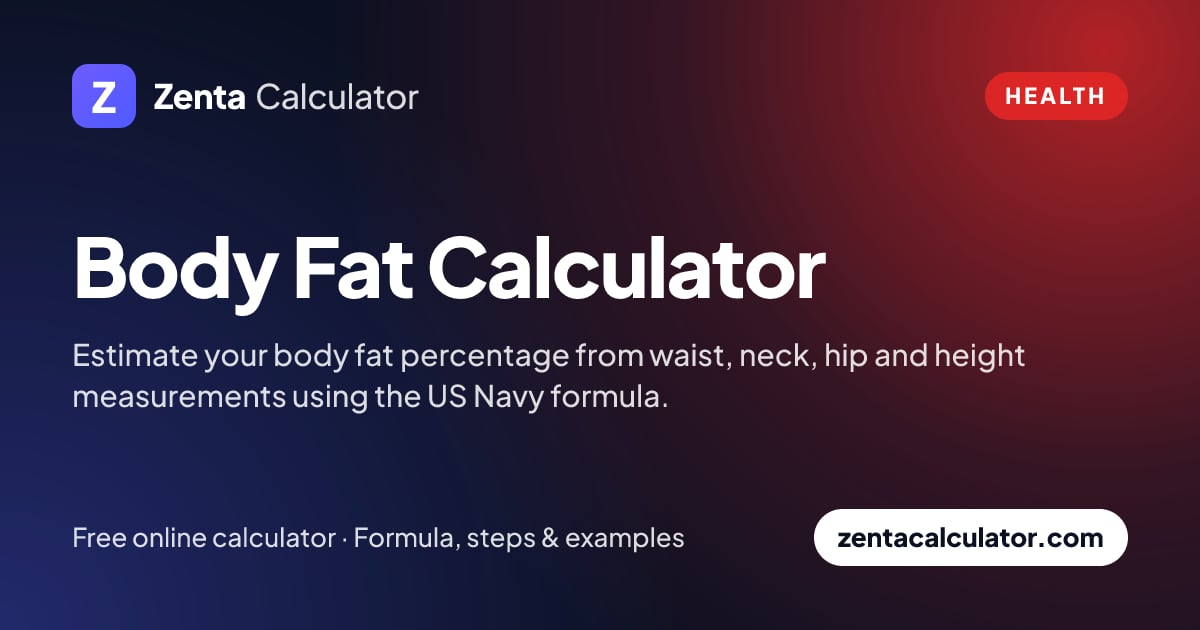 Z
Zenta Calculator
HEALTH
Body Fat Calculator
Estimate your body fat percentage from waist, neck, hip and height
measurements using the US Navy formula.
Free online calculator · Formula, steps & examples
zentacalculator.com